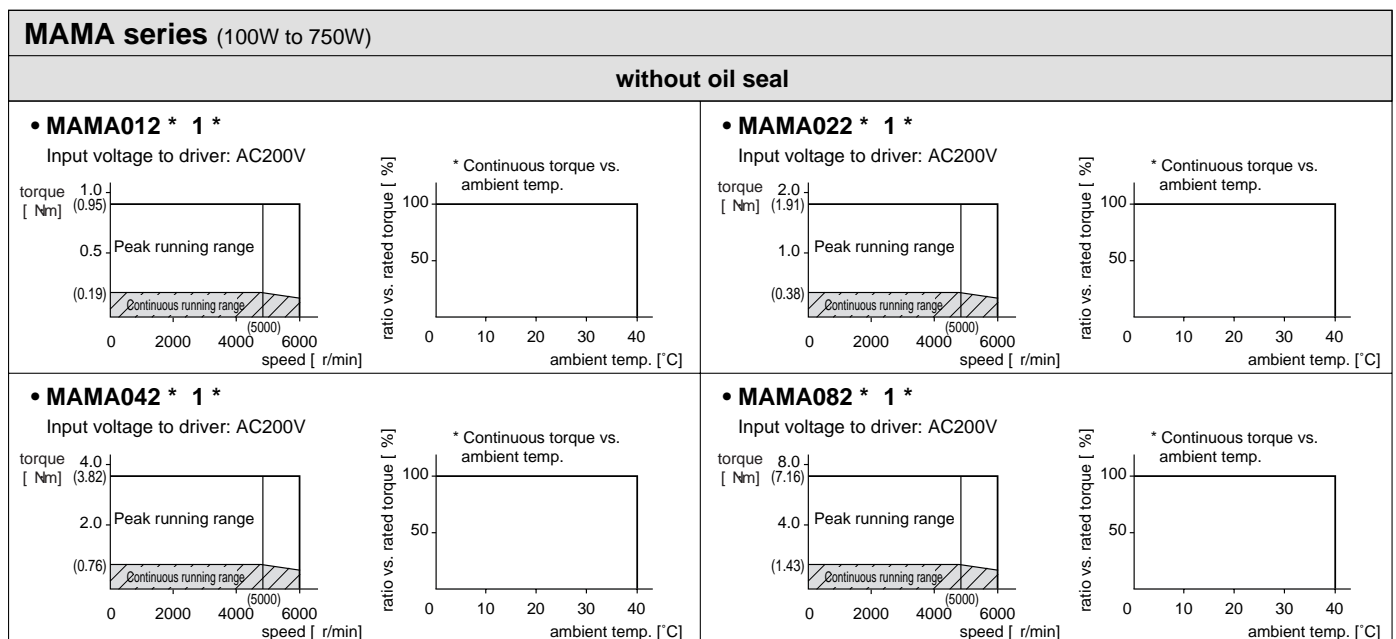 MAMA series (100W to 750W)
without oil seal
• MAMA012 * 1 *
Input voltage to driver: AC200V
torque
[ Nm]
1.0
(0.95)
0.5
(0.19)
Peak running range
Continuous running range
(5000)
0 2000 4000 6000
speed [ r/min]
ratio vs. rated torque [ %]
* Continuous torque vs.
ambient temp.
100
50
0 10 20 30 40
ambient temp. [˚C]
• MAMA022 * 1 *
Input voltage to driver: AC200V
torque
[ Nm]
2.0
(1.91)
1.0
(0.38)
Peak running range
Continuous running range
(5000)
0 2000 4000 6000
speed [ r/min]
ratio vs. rated torque [ %]
* Continuous torque vs.
ambient temp.
100
50
0 10 20 30 40
ambient temp. [˚C]
• MAMA042 * 1 *
Input voltage to driver: AC200V
torque
[ Nm]
4.0
(3.82)
2.0
(0.76)
Peak running range
Continuous running range
(5000)
0 2000 4000 6000
speed [ r/min]
ratio vs. rated torque [ %]
* Continuous torque vs.
ambient temp.
100
50
0 10 20 30 40
ambient temp. [˚C]
• MAMA082 * 1 *
Input voltage to driver: AC200V
torque
[ Nm]
8.0
(7.16)
4.0
(1.43)
Peak running range
Continuous running range
(5000)
0 2000 4000 6000
speed [ r/min]
ratio vs. rated torque [ %]
* Continuous torque vs.
ambient temp.
100
50
0 10 20 30 40
ambient temp. [˚C]